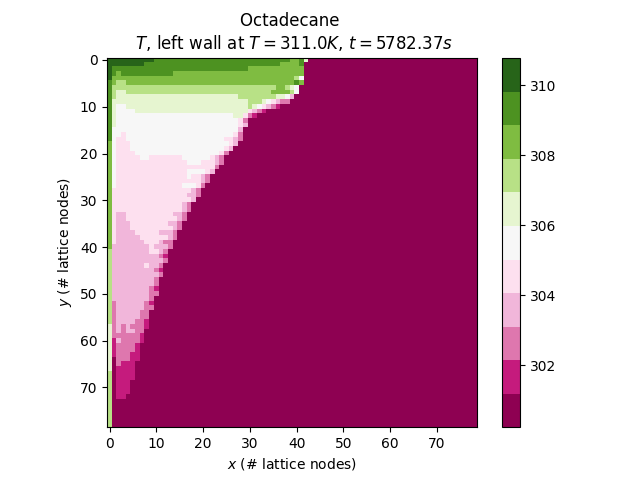 Octadecane
T, left wall at T = 311.0K, t = 5782.37s
0
10
20
30
40
50
60
70
y (# lattice nodes)
0 10 20 30 40 50 60 70
x (# lattice nodes)
310
308
306
304
302